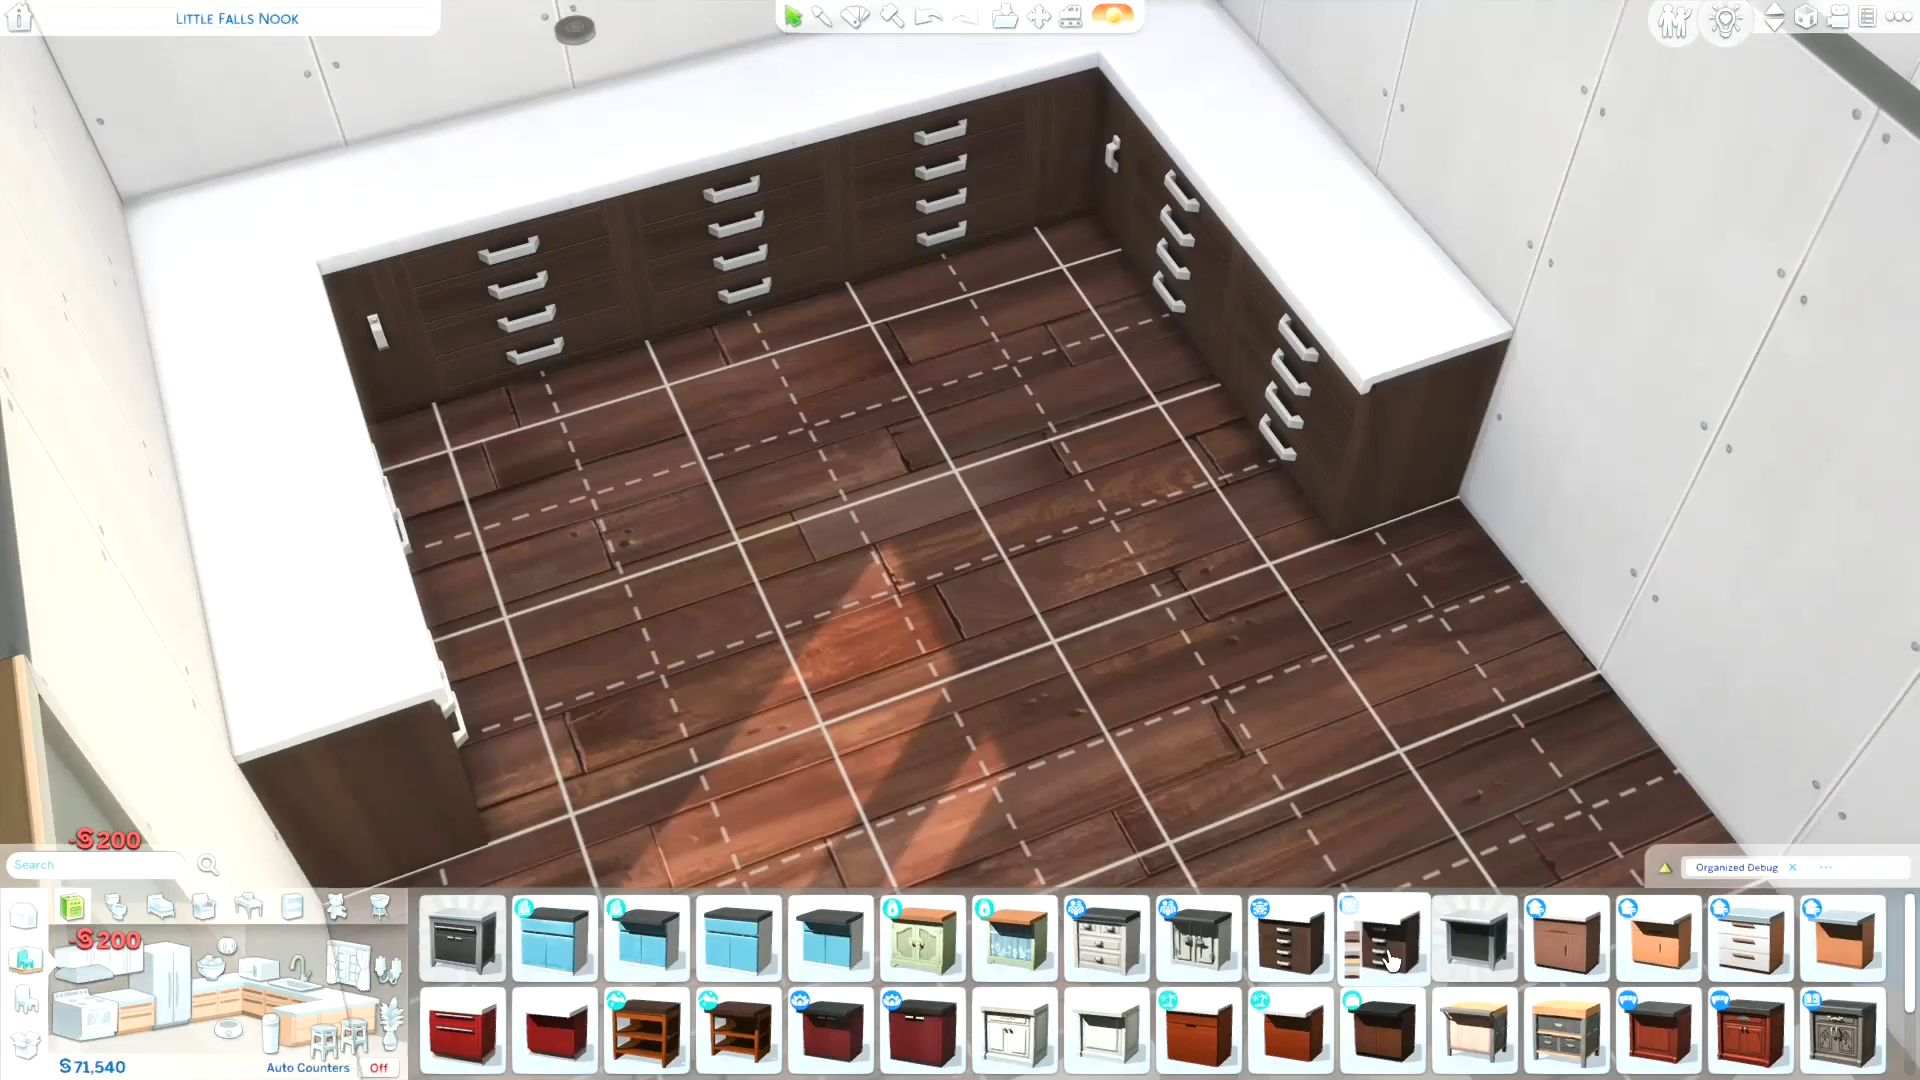 LITTLE FALLS NOOK
-§200
Search
Organized Debug
-§200
§71,540
Auto Counters
Off